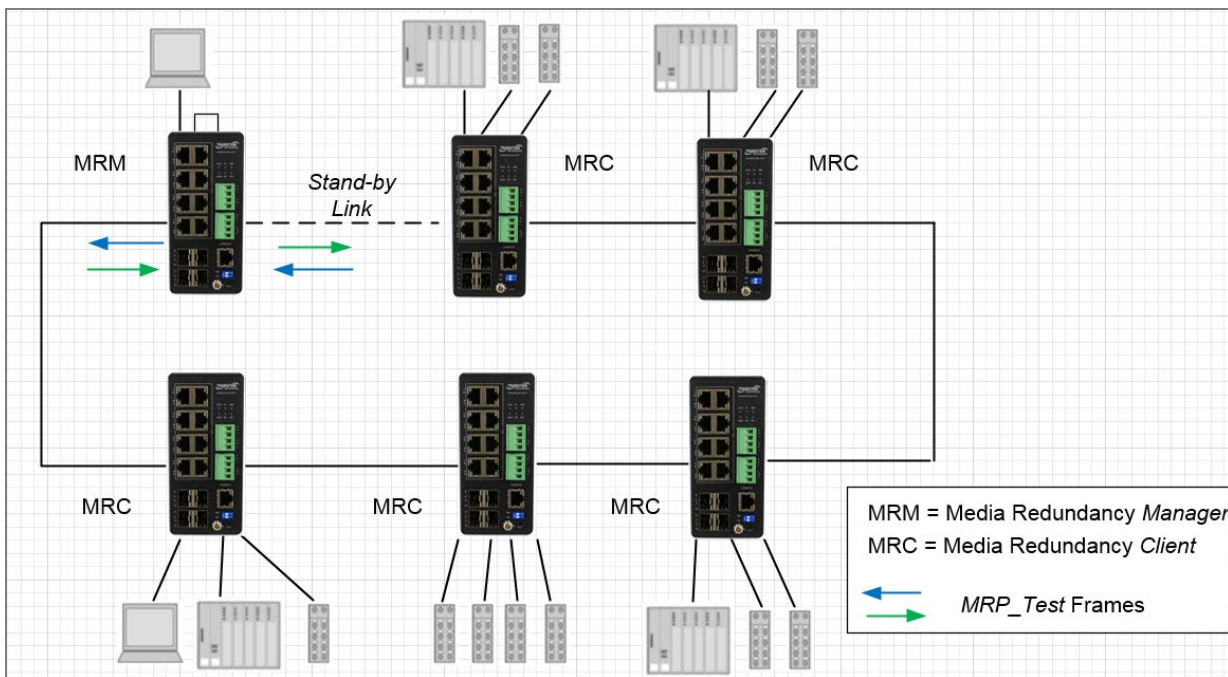 MRM
MRC
MRC
Stand-by
Link
MRC
MRC
MRC
MRM = Media Redundancy Manager
MRC = Media Redundancy Client
MRP_Test Frames